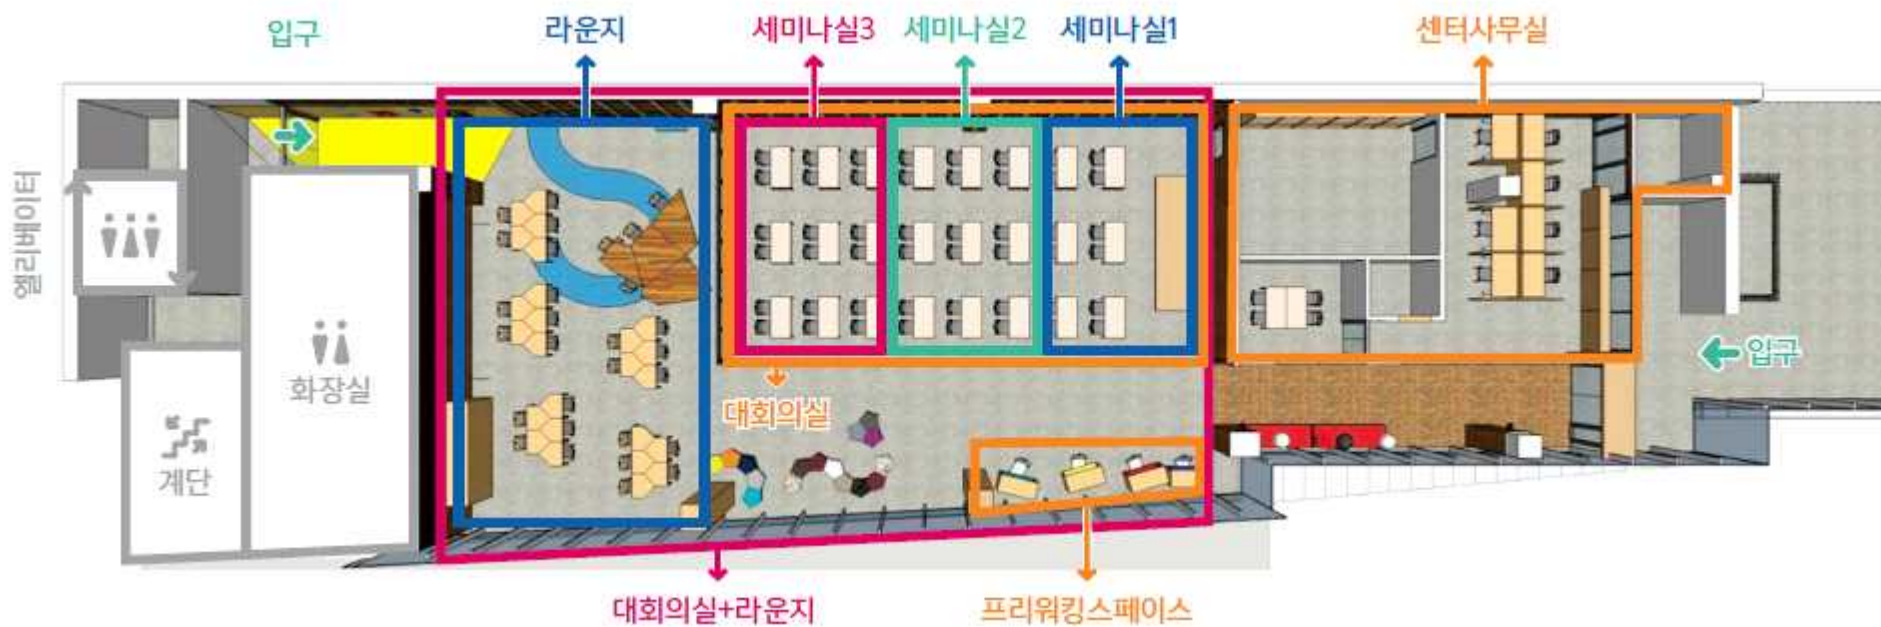 입구
라운지
세미나실3
세미나실2
세미나실1
센터사무실
엘리베이터
화장실
계단
대회의실
입구
대회의실+라운지
프리워킹스페이스